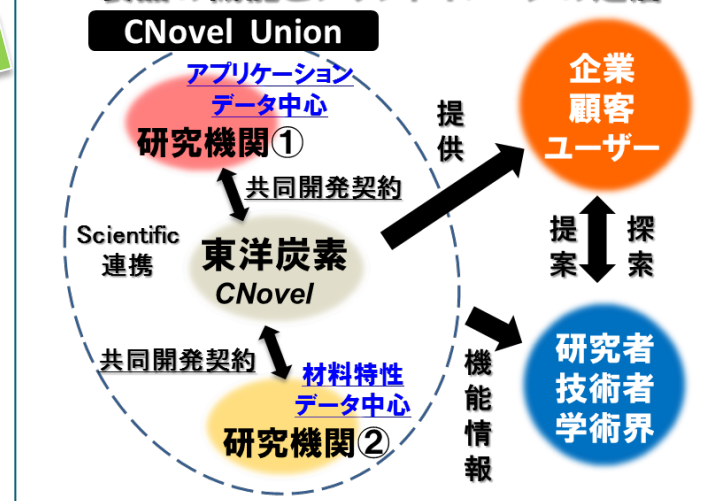 CNovel Union
アプリケーション
データ中心
研究機関①
共同開発契約
Scientific
連携
東洋炭素
CNovel
共同開発契約
材料特性
データ中心
研究機関②
提供
企業
顧客
ユーザー
提案
探索
機能情報
研究者
技術者
学術界